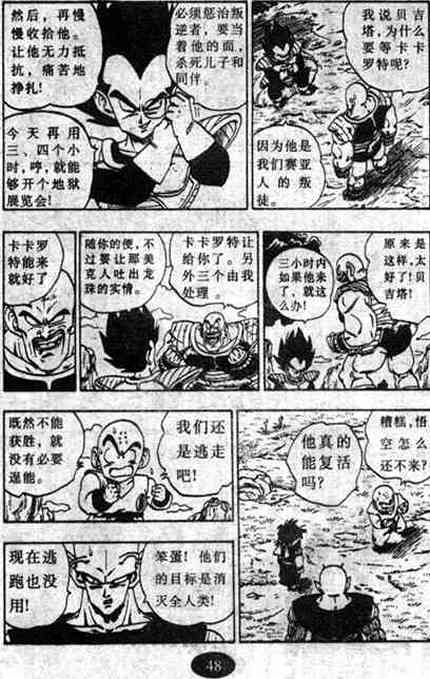 我说贝吉
塔，为什么
要等卡卡
罗特呢？
因为他是
我们赛亚
人的叛
徒。
必须惩治叛
逆者，要当
着他的面，
杀死儿子和
同伴。
然后，再慢
慢收拾他。
让他无力抵
抗，痛苦地
挣扎！
今天再用
三、四个小
时，哼，就能
够开个地狱
展览会！
原来是
这样，太
好了！贝
吉塔！
三小时内
如果他来
了，就这
么办！
卡卡罗特让
给你了。另
外三个由我
处理。
随你的便，不
过要让那美
克人吐出龙
珠的实情。
卡卡罗
特能来
就好了
糟糕，悟
空怎么
还不来？
他真的
能复活
吗？
我们还
是逃走
吧！
既然不能
获胜，就
没有必要
逞能。
笨蛋！他们
的目标是消
灭全人类！
现在逃
跑也没
用！
48